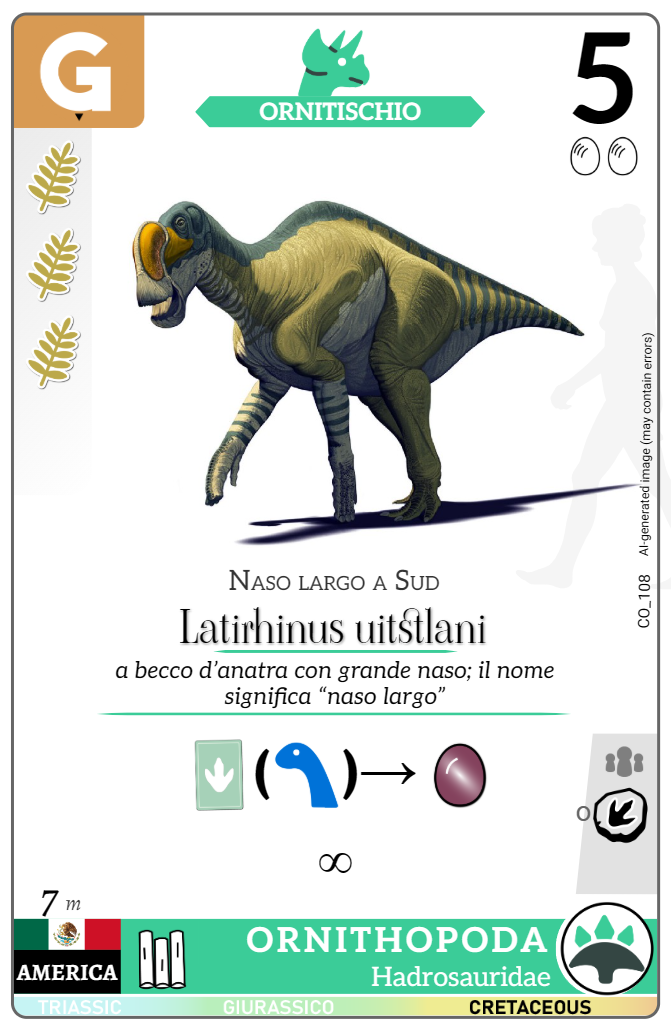 G
5
ORNITISCHIO
AI-generated image (may contain errors)
CO_108
Naso largo a Sud
Latirhinus uitstlani
a becco d’anatra con grande naso; il nome
significa “naso largo”
( ) →
o
∞
7 m
AMERICA
ORNITHOPODA
Hadrosauridae
TRIASSIC GIURASSICO CRETACEOUS